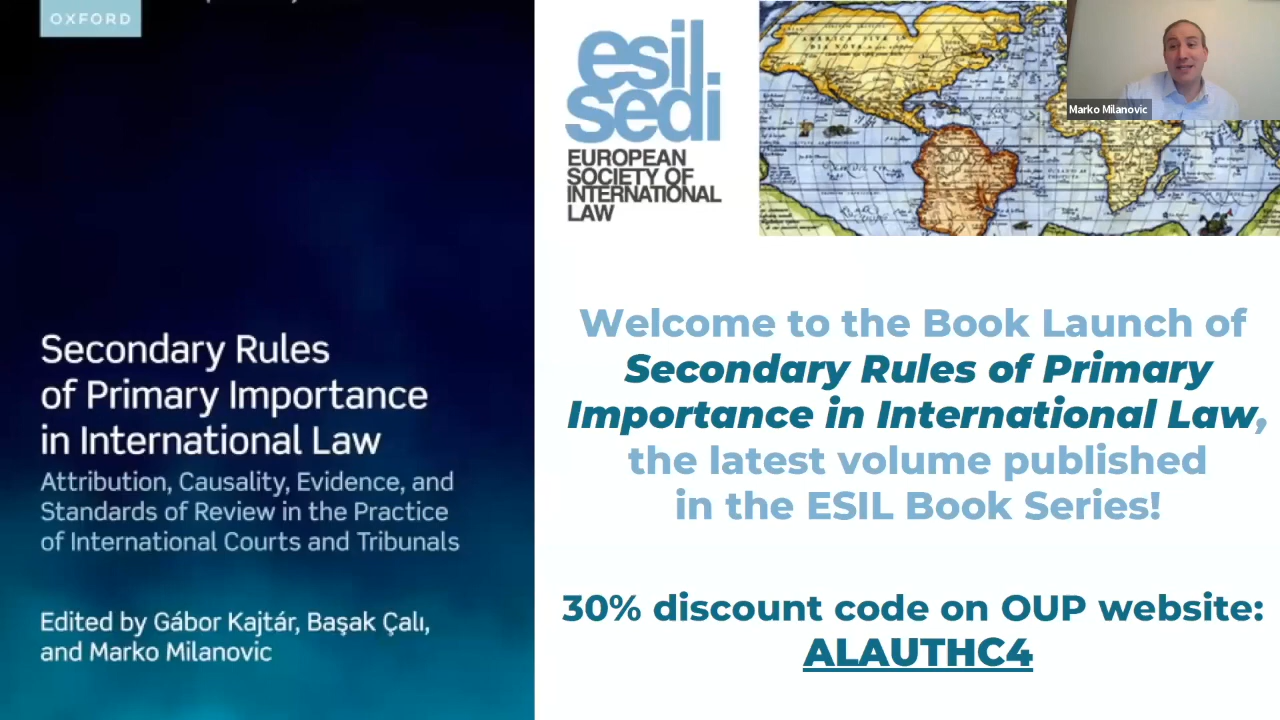 OXFORD
Secondary Rules
of Primary Importance
in International Law
Attribution, Causality, Evidence, and
Standards of Review in the Practice
of International Courts and Tribunals
Edited by Gábor Kajtár, Başak Çalı,
and Marko Milanovic
esil
sedi
EUROPEAN
SOCIETY OF
INTERNATIONAL
LAW
Marko Milanovic
Welcome to the Book Launch of
Secondary Rules of Primary
Importance in International Law,
the latest volume published
in the ESIL Book Series!
30% discount code on OUP website:
ALAUTHC4